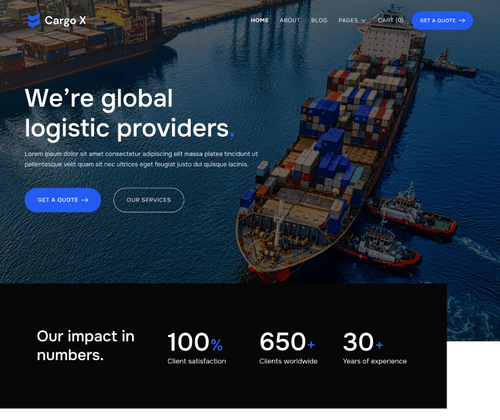 Cargo X
HOME ABOUT BLOG PAGES CART (0) GET A QUOTE
We're global
logistic providers.
Lorem ipsum dolor sit amet consectetur adipiscing elit massa egestas platea tincidunt ut
pellentesque velit quam sit nec ultrices eget feugiat justo dui quisque lacinis.
GET A QUOTE OUR SERVICES
Our impact in
numbers.
100% 650+ 30+
Client satisfaction Clients worldwide Years of experience